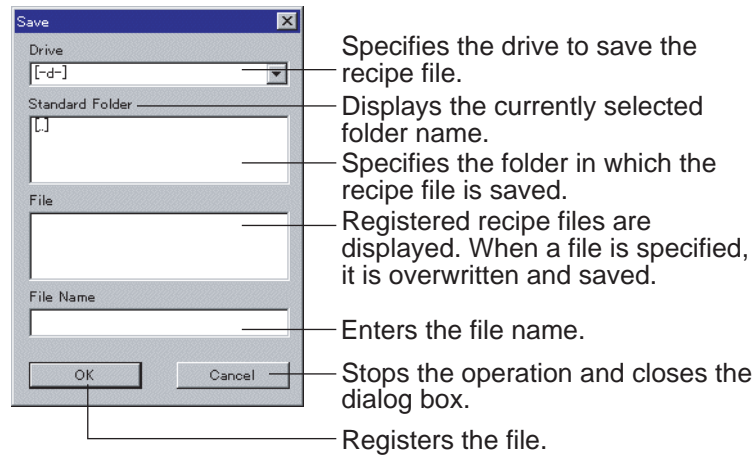 Save
Drive
[-d-]
Standard Folder
[.]
File
File Name
OK
Cancel
Specifies the drive to save the
recipe file.
Displays the currently selected
folder name.
Specifies the folder in which the
recipe file is saved.
Registered recipe files are
displayed. When a file is specified,
it is overwritten and saved.
Enters the file name.
Stops the operation and closes the
dialog box.
Registers the file.